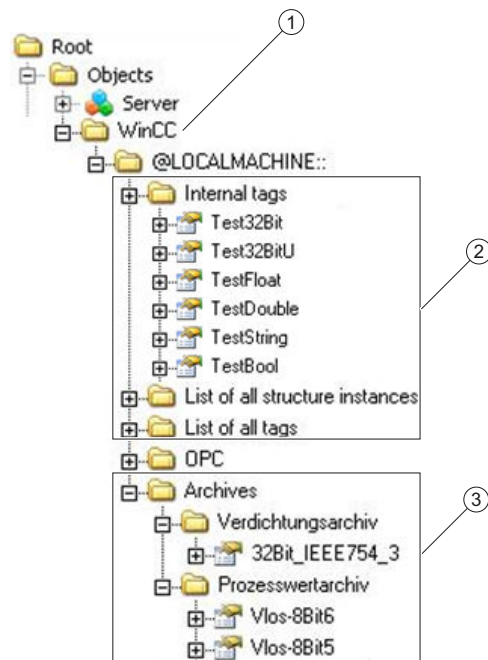 1
Root
Objects
Server
WinCC
@LOCALMACHINE::
Internal tags
Test32Bit
Test32BitU
2
TestFloat
TestDouble
TestString
TestBool
List of all structure instances
List of all tags
OPC
Archives
3
Verdichtungsarchiv
32Bit_IEEE754_3
Prozesswertarchiv
Vlos-8Bit6
Vlos-8Bit5